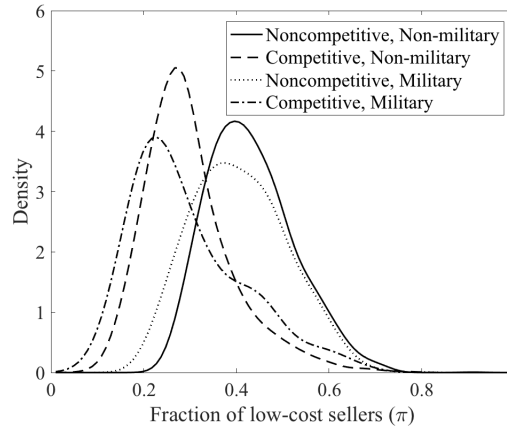 Noncompetitive, Non-military
Competitive, Non-military
Noncompetitive, Military
Competitive, Military
6
5
4
3
2
1
0
Density
0
0.2
0.4
0.6
0.8
Fraction of low-cost sellers (π)